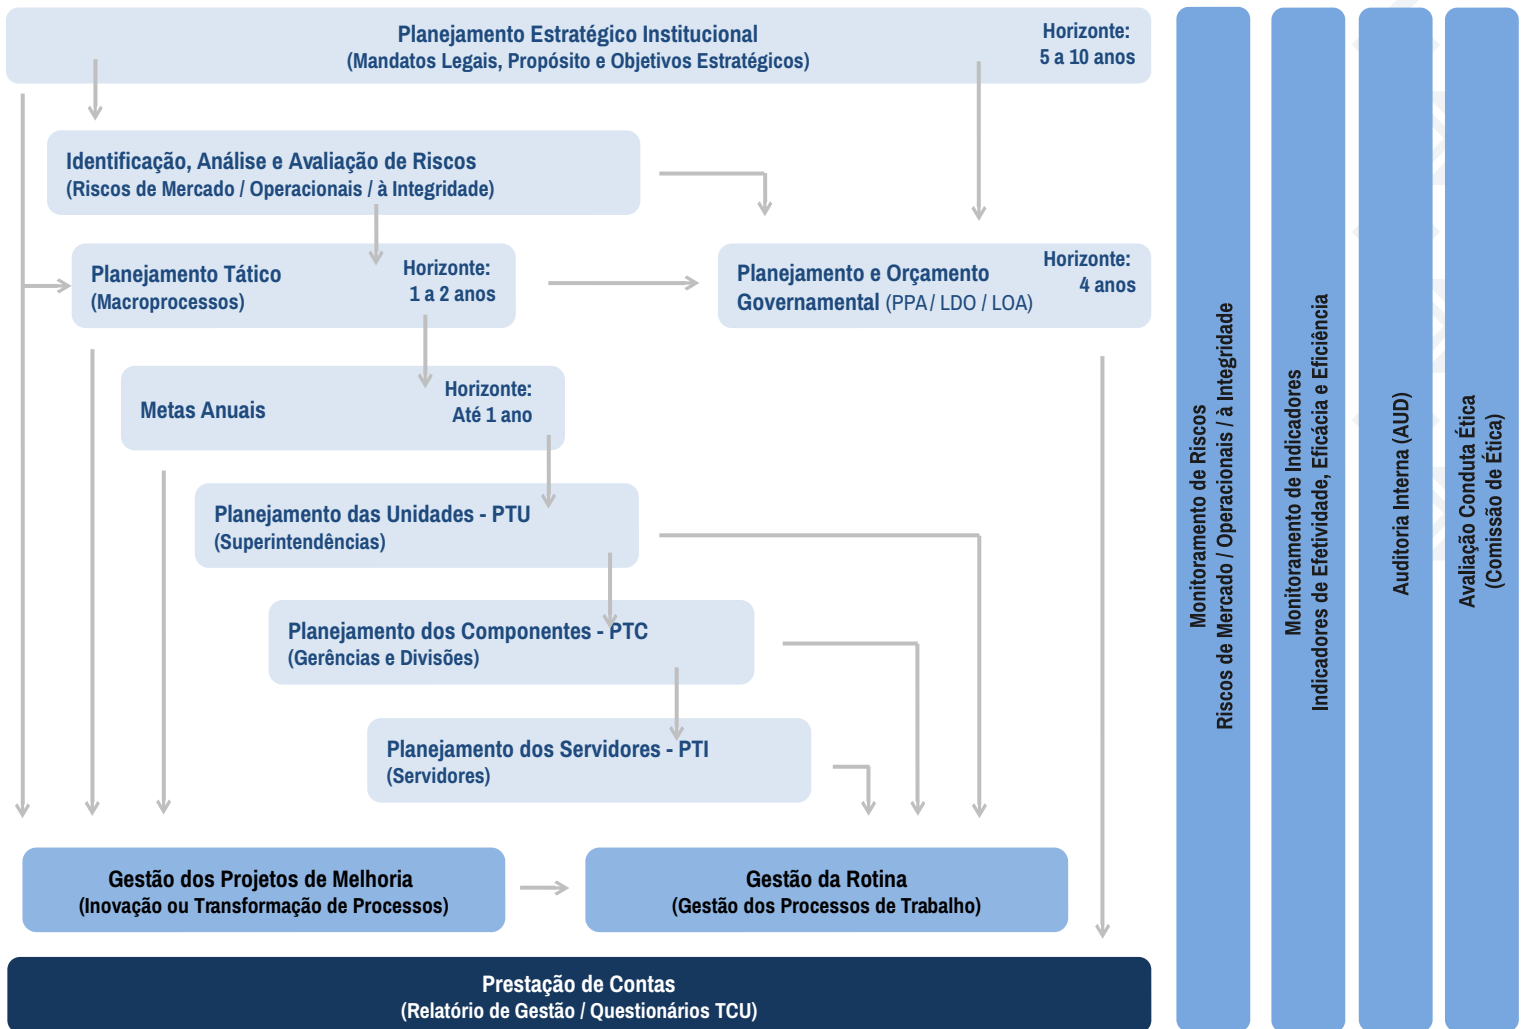 Planejamento Estratégico Institucional
(Mandatos Legais, Propósito e Objetivos Estratégicos)
Horizonte:
5 a 10 anos
Identificação, Análise e Avaliação de Riscos
(Riscos de Mercado / Operacionais / à Integridade)
Planejamento Tático
(Macroprocessos)
Horizonte:
1 a 2 anos
Planejamento e Orçamento
Governamental (PPA / LDO / LOA)
Horizonte:
4 anos
Metas Anuais
Horizonte:
Até 1 ano
Planejamento das Unidades - PTU
(Superintendências)
Planejamento dos Componentes - PTC
(Gerências e Divisões)
Planejamento dos Servidores - PTI
(Servidores)
Gestão dos Projetos de Melhoria
(Inovação ou Transformação de Processos)
Gestão da Rotina
(Gestão dos Processos de Trabalho)
Prestação de Contas
(Relatório de Gestão / Questionários TCU)
Monitoramento de Riscos
Riscos de Mercado / Operacionais / à Integridade
Monitoramento de Indicadores
Indicadores de Efetividade, Eficácia e Eficiência
Auditoria Interna (AUD)
Avaliação Conduta Ética
(Comissão de Ética)